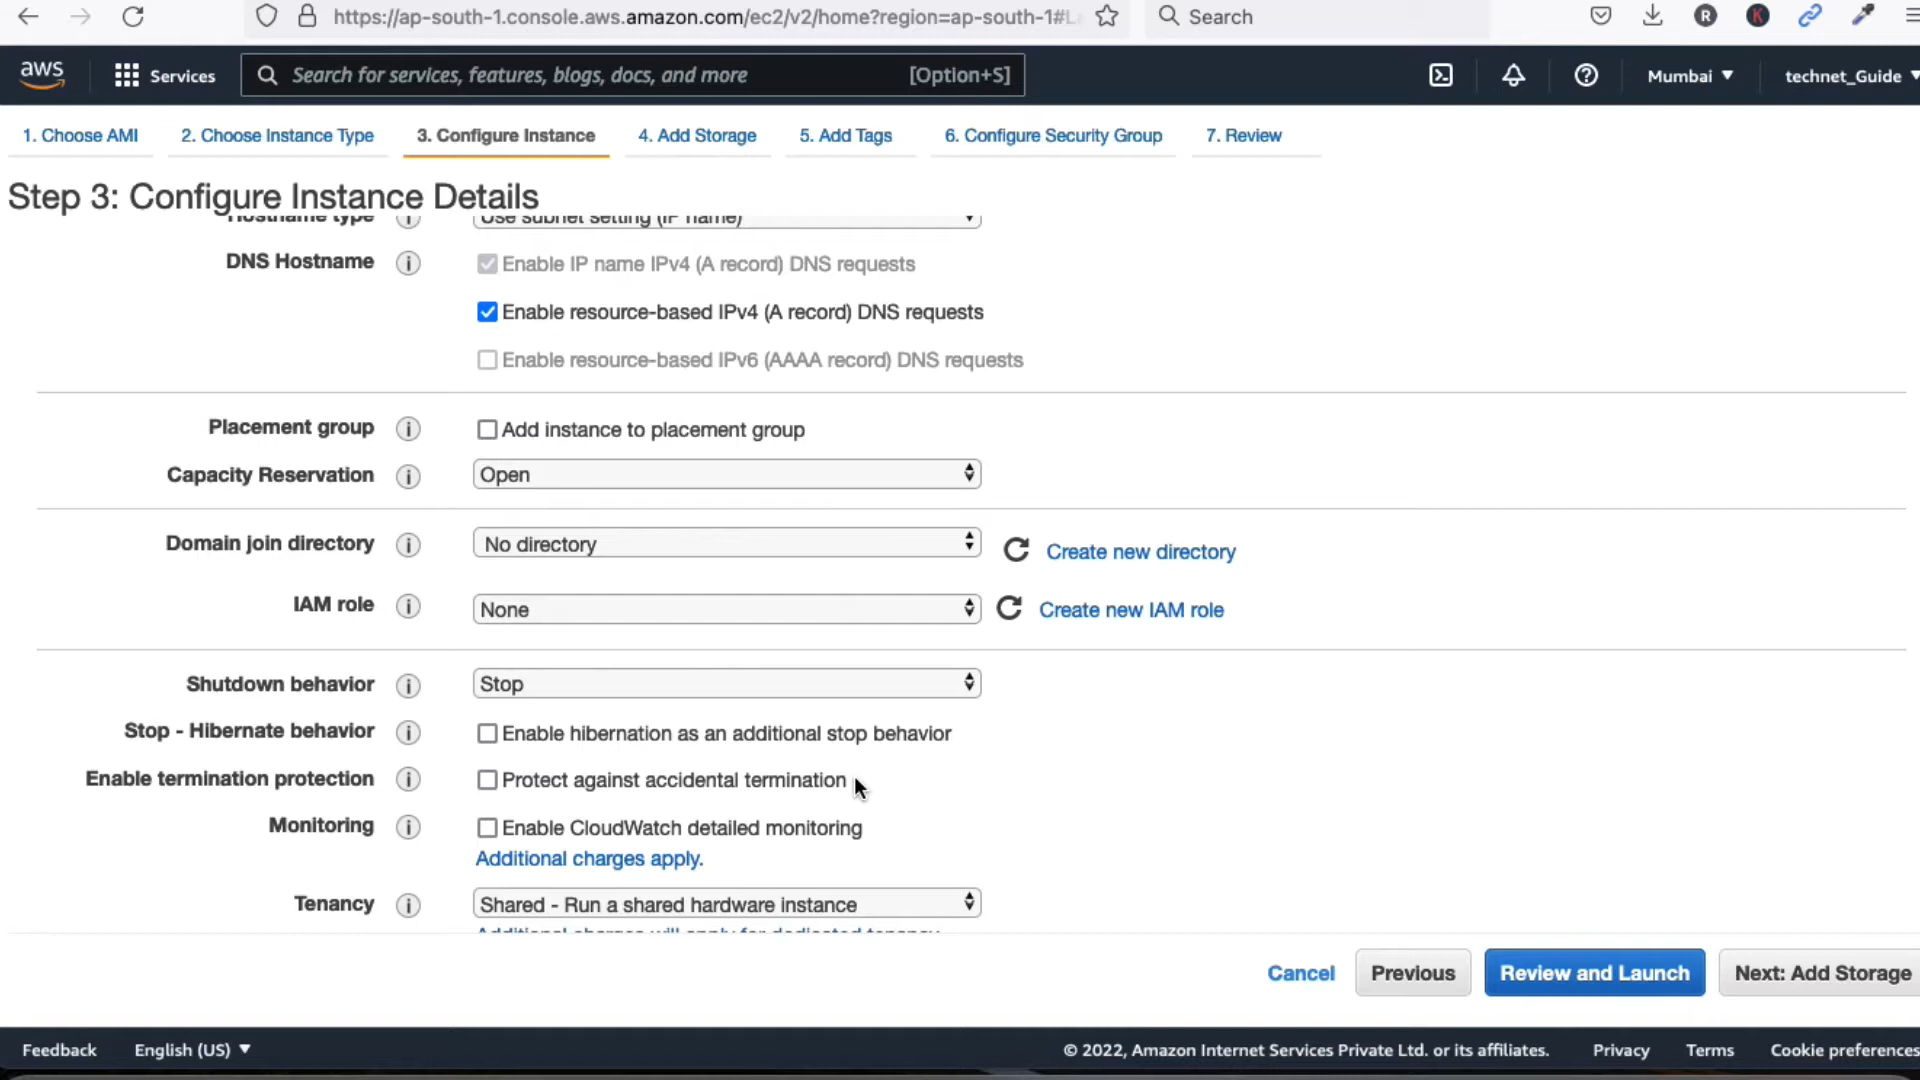 https://ap-south-1.console.aws.amazon.com/ec2/v2/home?region=ap-south-1#L
Search
R
K
aws
Services
Search for services, features, blogs, docs, and more
[Option+S]
Mumbai ▼
technet_Guide ▼
1. Choose AMI
2. Choose Instance Type
3. Configure Instance
4. Add Storage
5. Add Tags
6. Configure Security Group
7. Review
Step 3: Configure Instance Details
Hostname type
Use subnet setting (IP name)
DNS Hostname
Enable IP name IPv4 (A record) DNS requests
Enable resource-based IPv4 (A record) DNS requests
Enable resource-based IPv6 (AAAA record) DNS requests
Placement group
Add instance to placement group
Capacity Reservation
Open
Domain join directory
No directory
Create new directory
IAM role
None
Create new IAM role
Shutdown behavior
Stop
Stop - Hibernate behavior
Enable hibernation as an additional stop behavior
Enable termination protection
Protect against accidental termination
Monitoring
Enable CloudWatch detailed monitoring
Additional charges apply.
Tenancy
Shared - Run a shared hardware instance
Additional charges will apply for dedicated tenancy.
Cancel
Previous
Review and Launch
Next: Add Storage
Feedback
English (US) ▼
© 2022, Amazon Internet Services Private Ltd. or its affiliates.
Privacy
Terms
Cookie preferences